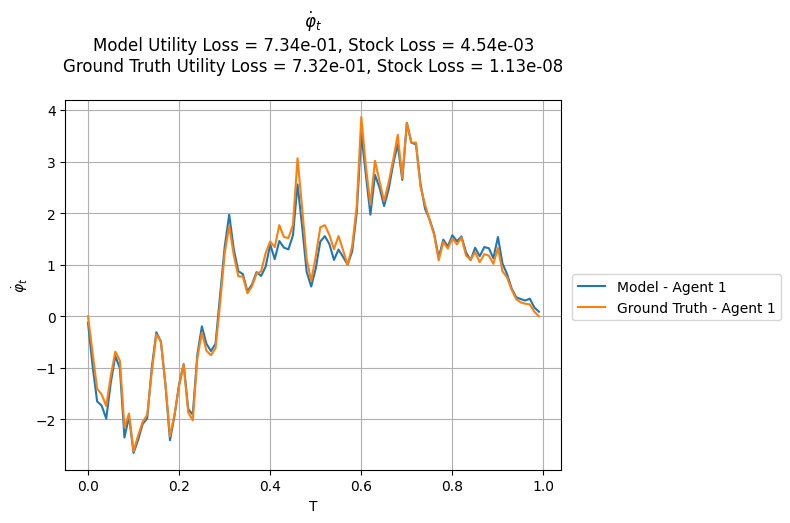 φ̇_t
Model Utility Loss = 7.34e-01, Stock Loss = 4.54e-03
Ground Truth Utility Loss = 7.32e-01, Stock Loss = 1.13e-08
4
3
2
1
0
−1
−2
φ̇_t
0.0 0.2 0.4 0.6 0.8 1.0
T
Model - Agent 1
Ground Truth - Agent 1